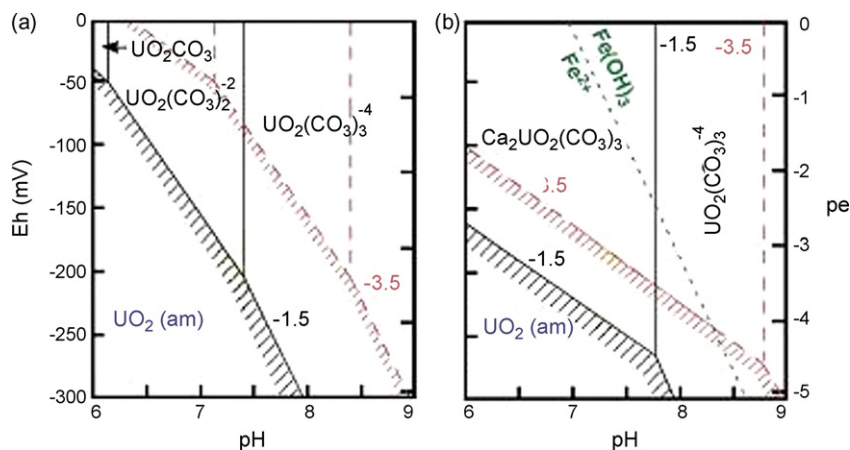 (a)
0
-50
-100
-150
-200
-250
-300
Eh (mV)
UO₂CO₃
UO₂(CO₃)₂⁻²
UO₂(CO₃)₃⁻⁴
-3.5
-1.5
UO₂ (am)
6
7
8
9
pH
(b)
Fe(OH)₃
Fe²⁺
-1.5
-3.5
Ca₂UO₂(CO₃)₃
UO₂(CO₃)₃⁻⁴
.5
-1.5
UO₂ (am)
0
-1
-2
-3
-4
-5
pe
6
7
8
9
pH